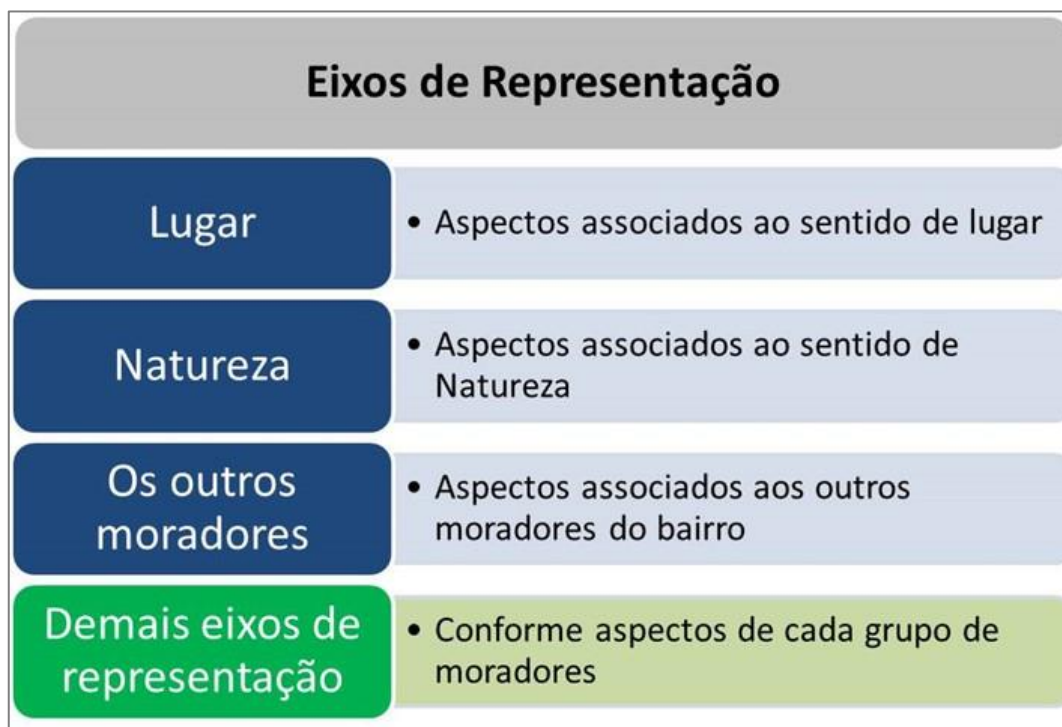 Eixos de Representação
Lugar
• Aspectos associados ao sentido de lugar
Natureza
• Aspectos associados ao sentido de
Natureza
Os outros
moradores
• Aspectos associados aos outros
moradores do bairro
Demais eixos de
representação
• Conforme aspectos de cada grupo de
moradores